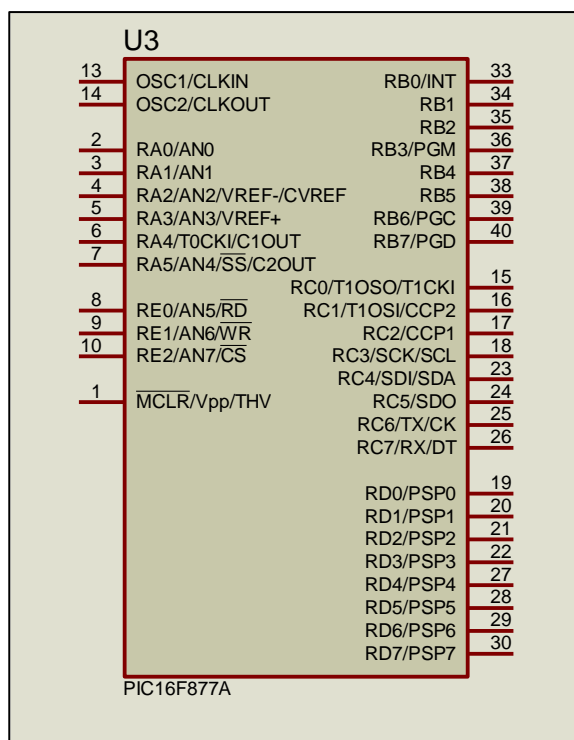 U3
13 OSC1/CLKIN
14 OSC2/CLKOUT
2 RA0/AN0
3 RA1/AN1
4 RA2/AN2/VREF-/CVREF
5 RA3/AN3/VREF+
6 RA4/T0CKI/C1OUT
7 RA5/AN4/SS/C2OUT
8 RE0/AN5/RD
9 RE1/AN6/WR
10 RE2/AN7/CS
1 MCLR/Vpp/THV
RB0/INT 33
RB1 34
RB2 35
RB3/PGM 36
RB4 37
RB5 38
RB6/PGC 39
RB7/PGD 40
RC0/T1OSO/T1CKI 15
RC1/T1OSI/CCP2 16
RC2/CCP1 17
RC3/SCK/SCL 18
RC4/SDI/SDA 23
RC5/SDO 24
RC6/TX/CK 25
RC7/RX/DT 26
RD0/PSP0 19
RD1/PSP1 20
RD2/PSP2 21
RD3/PSP3 22
RD4/PSP4 27
RD5/PSP5 28
RD6/PSP6 29
RD7/PSP7 30
PIC16F877A